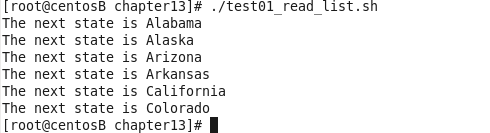 [root@centosB chapter13]# ./test01_read_list.sh
The next state is Alabama
The next state is Alaska
The next state is Arizona
The next state is Arkansas
The next state is California
The next state is Colorado
[root@centosB chapter13]#